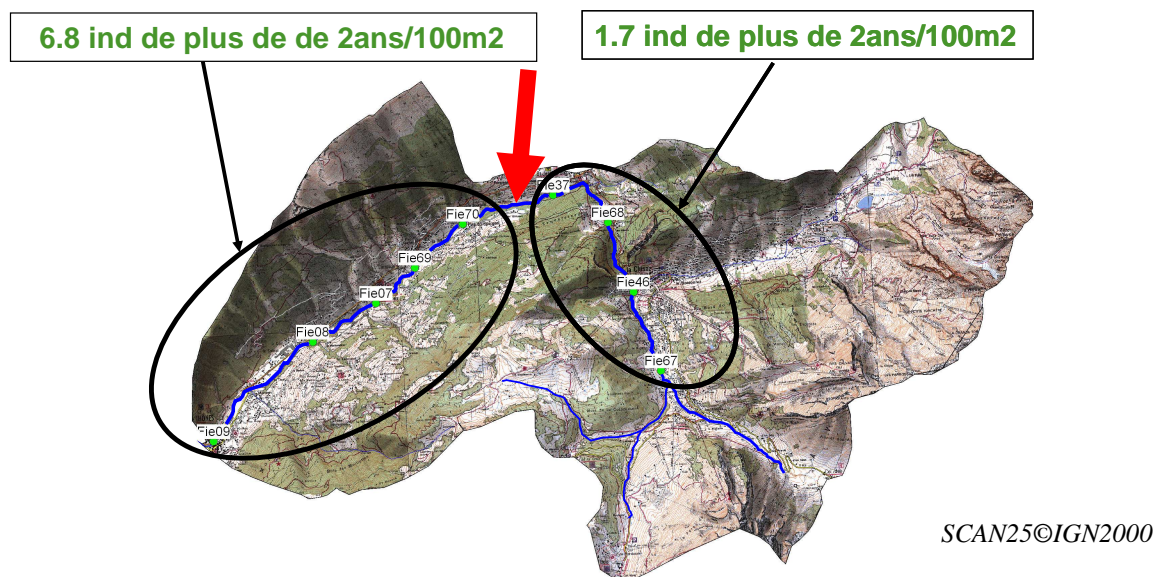 6.8 ind de plus de de 2ans/100m2
1.7 ind de plus de 2ans/100m2
Fie37
Fie70
Fie68
Fie69
Fie46
Fie07
Fie08
Fie67
Fie09
SCAN25©IGN2000